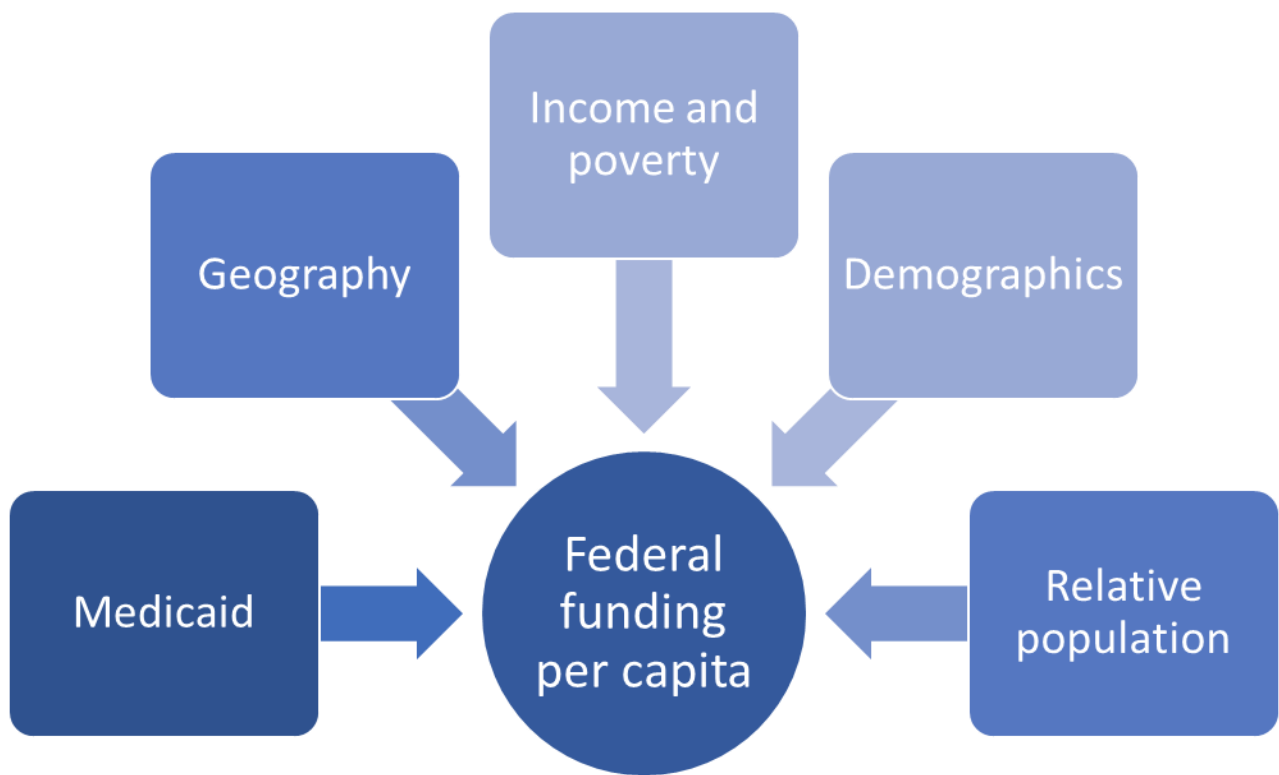 Income and
poverty
Geography
Demographics
Medicaid
Federal
funding
per capita
Relative
population